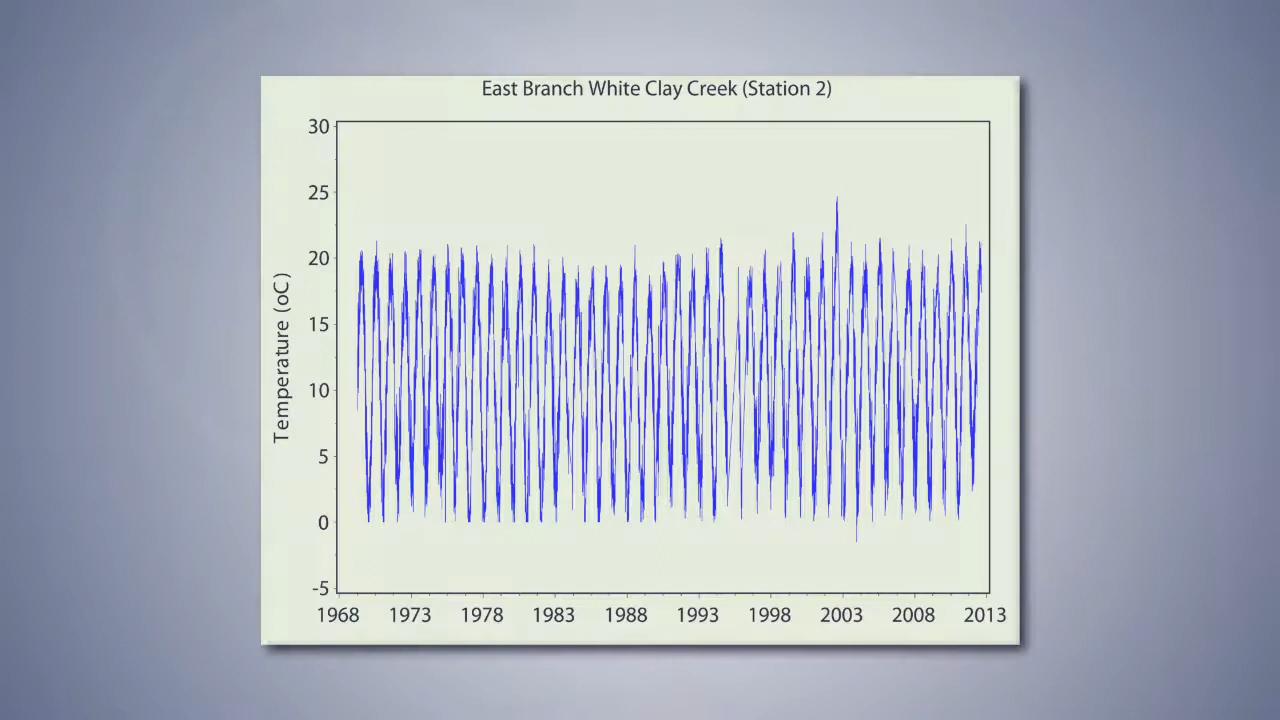 East Branch White Clay Creek (Station 2)
30
25
20
15
10
5
0
-5
Temperature (oC )
1968 1973 1978 1983 1988 1993 1998 2003 2008 2013